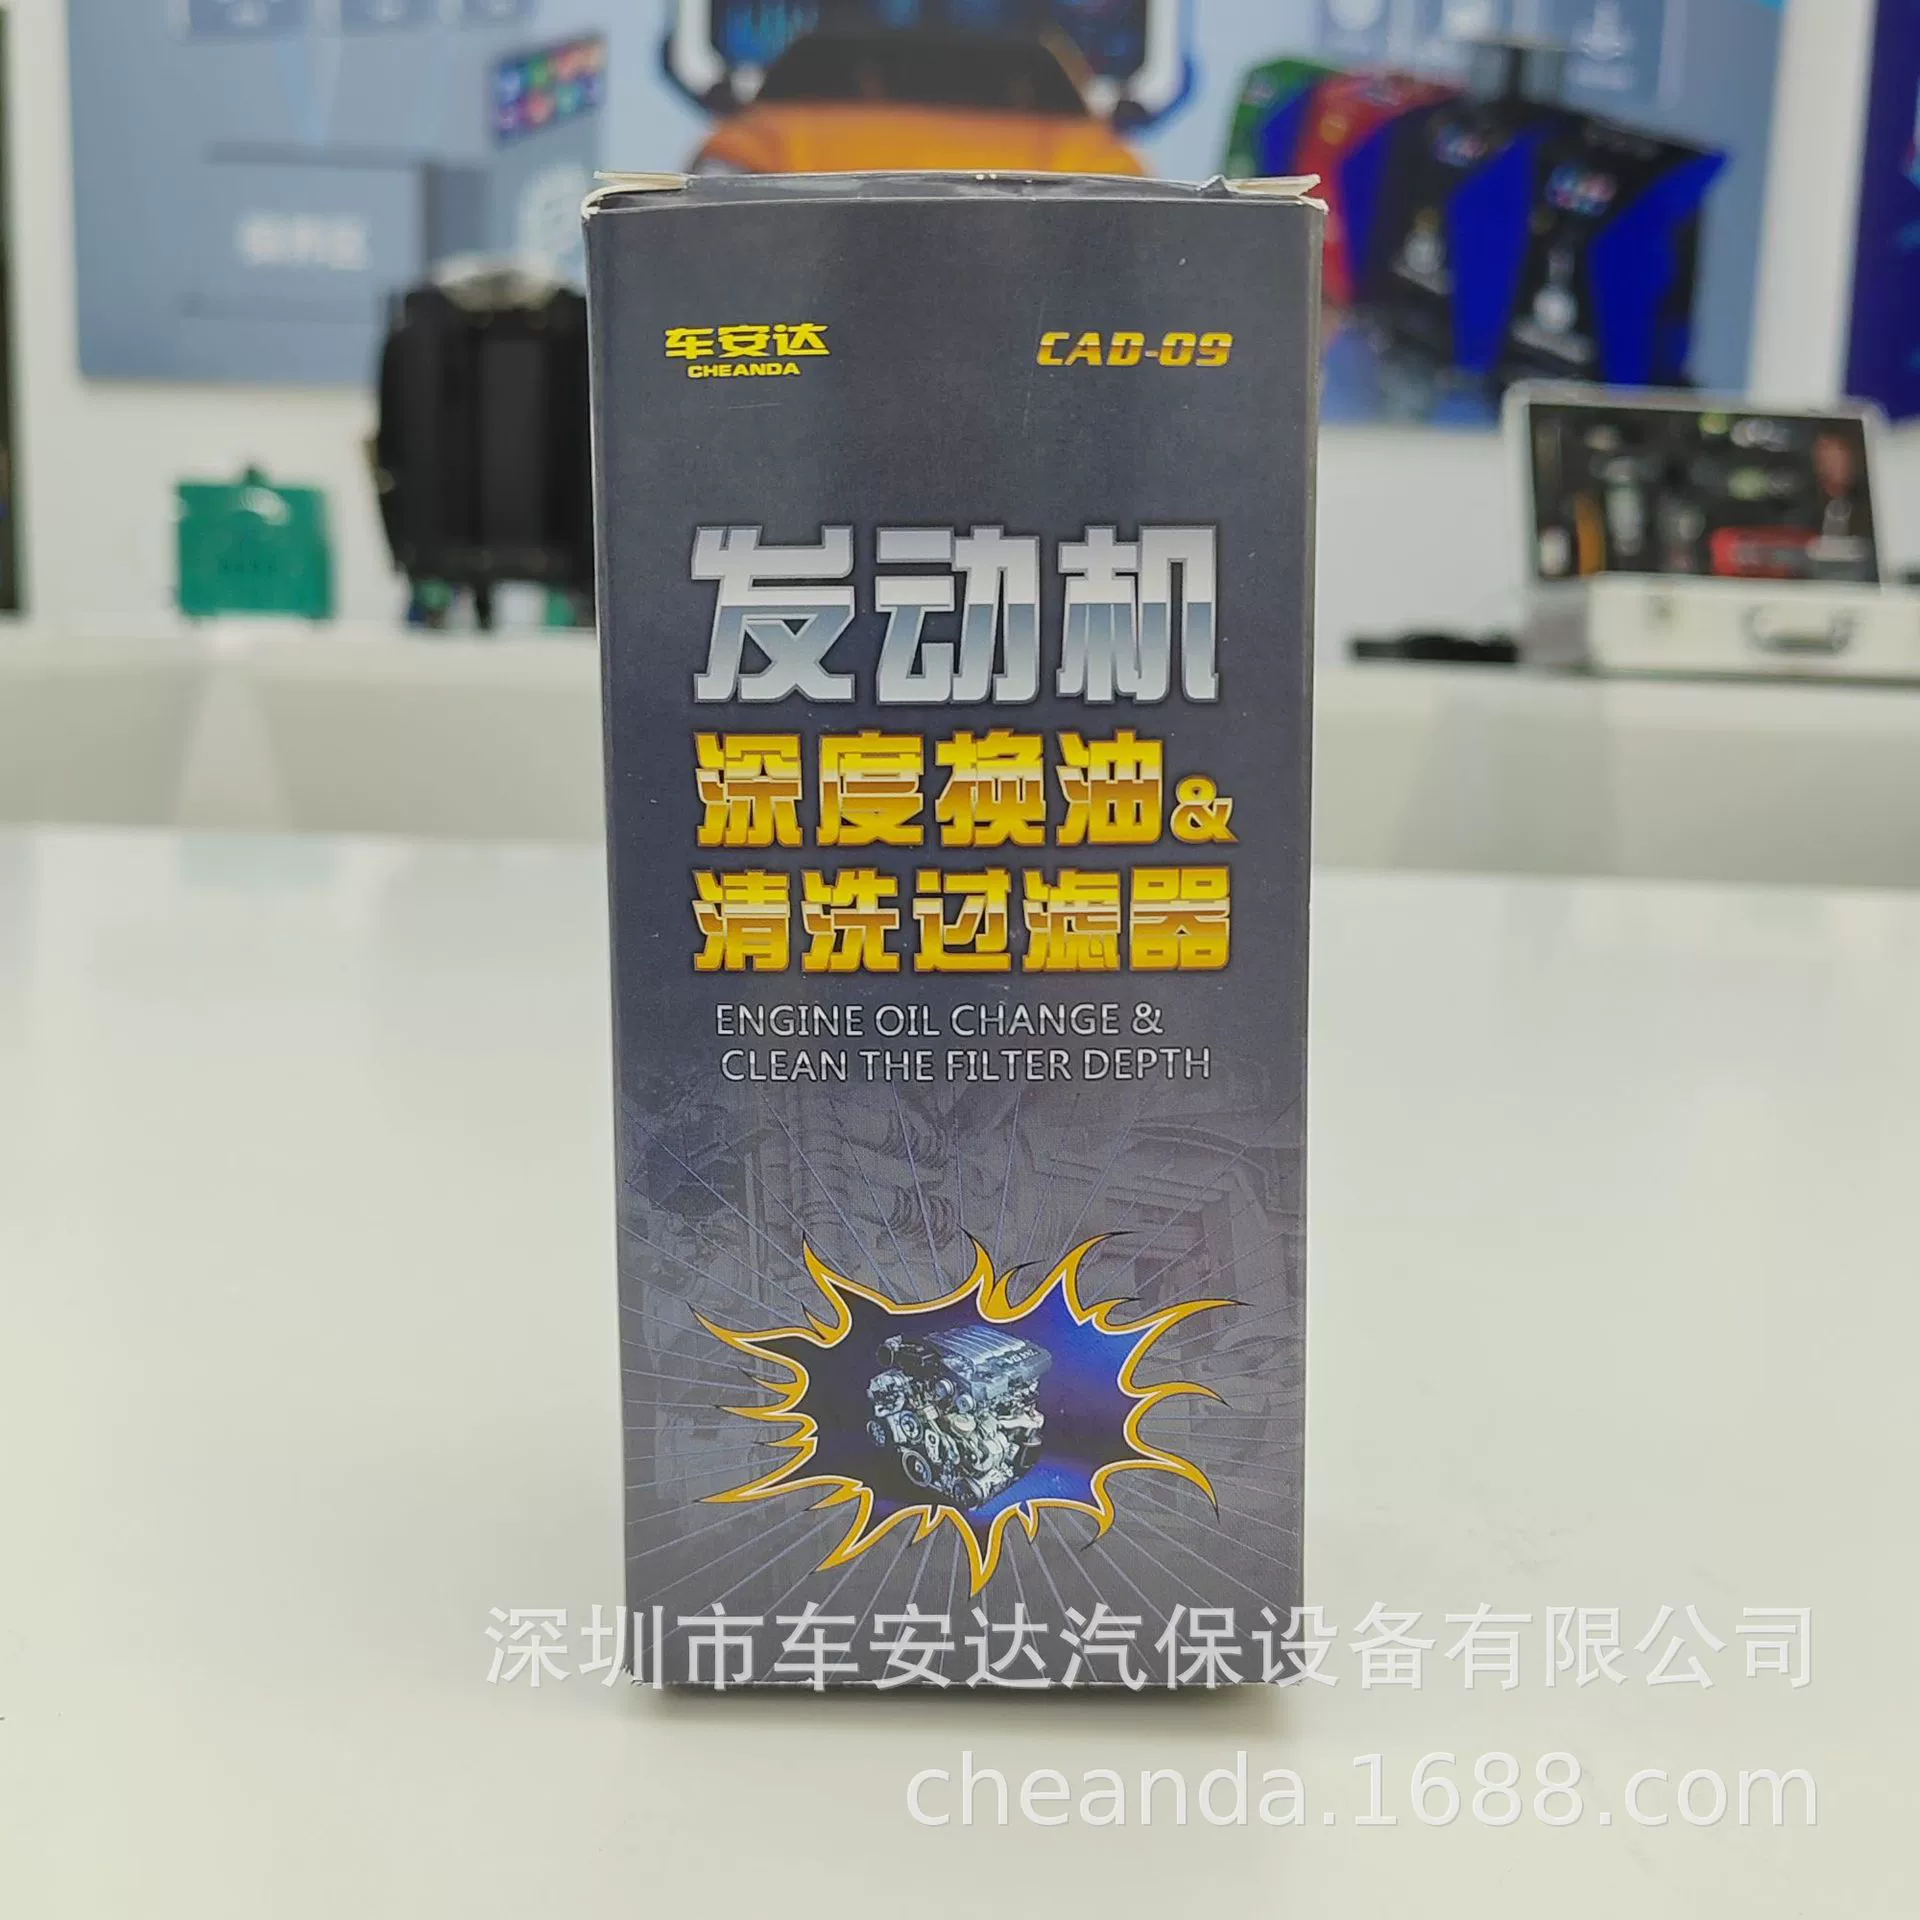 车安达
CHEANDA
CAD-09
发动机
深度换油&
清洗过滤器
ENGINE OIL CHANGE &
CLEAN THE FILTER DEPTH
深圳市车安达汽保设备有限公司
cheanda.1688.com